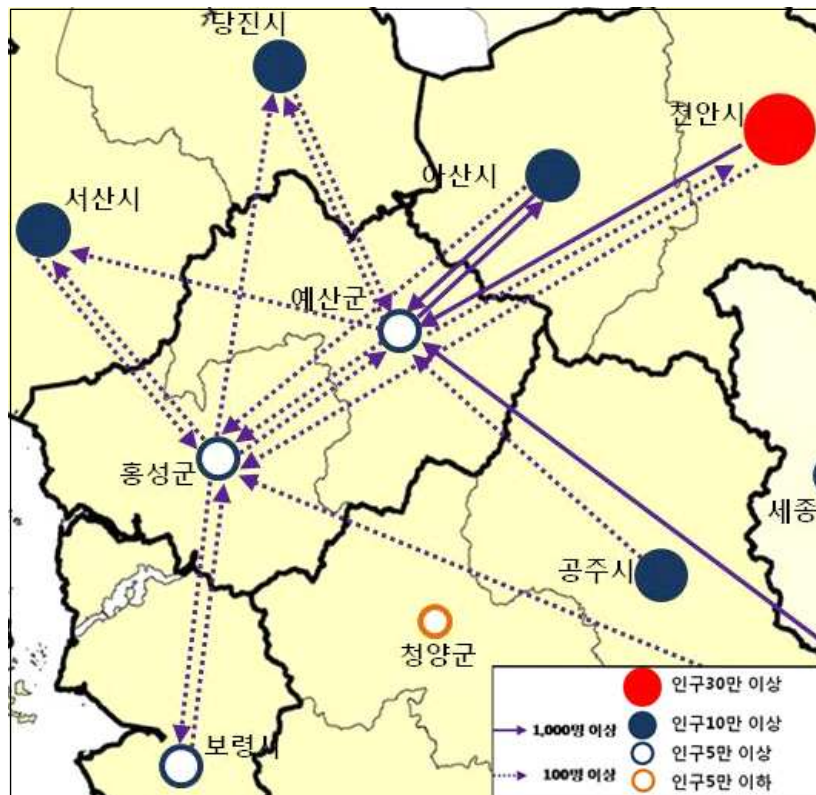 당진시
천안시
아산시
서산시
예산군
홍성군
세종
공주시
청양군
보령시
인구30만 이상
1,000명 이상
인구10만 이상
인구5만 이상
100명 이상
인구5만 이하